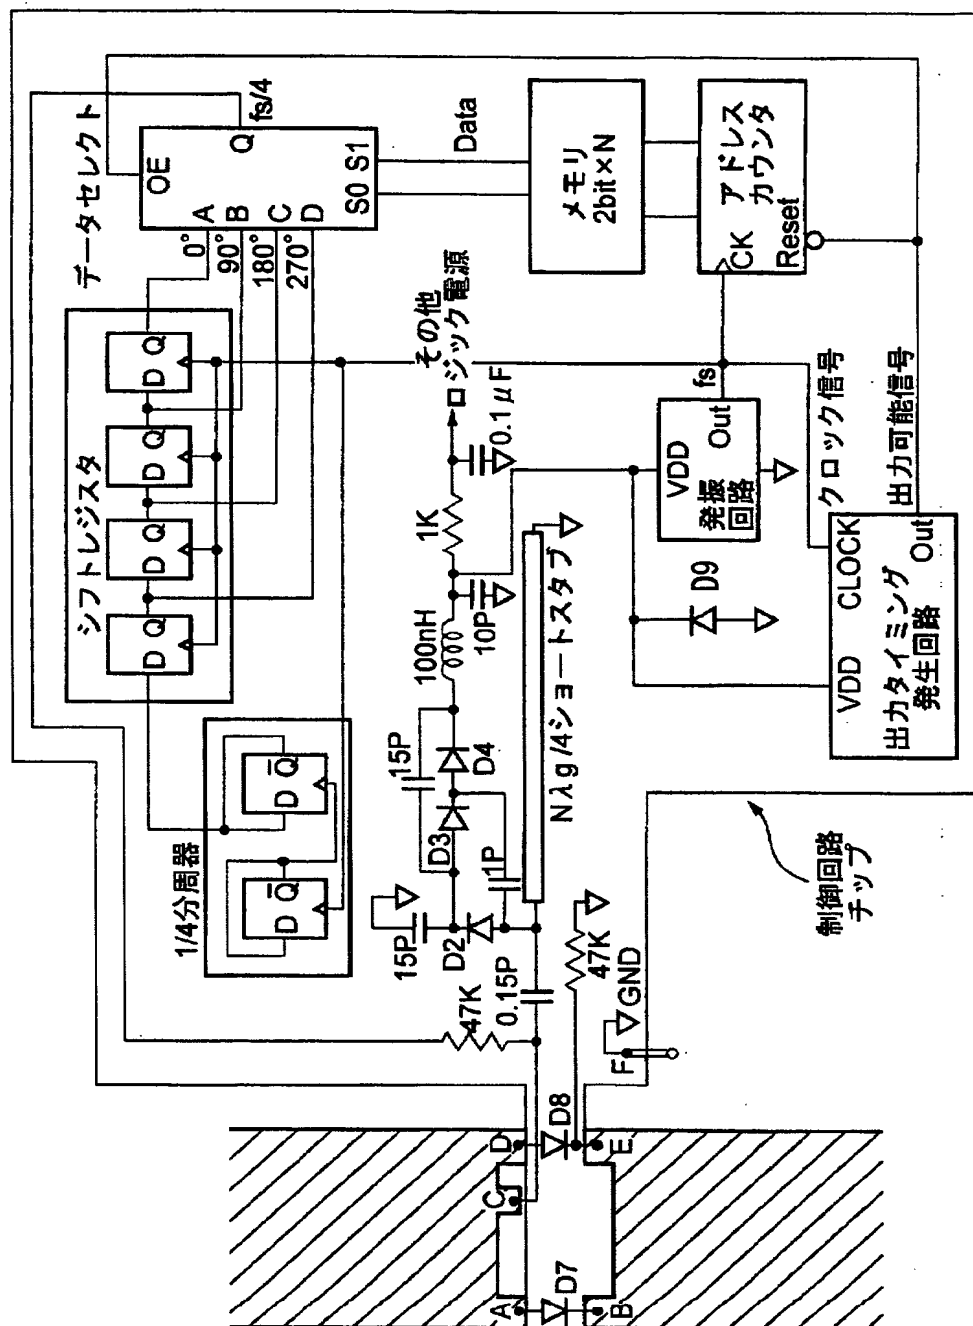 データセレクト
OE
Q
fs/4
A
B
C
D
0°
90°
180°
270°
S0 S1
Data
メモリ
2bit×N
アドレス
カウンタ
CK
Reset
シフトレジスタ
D Q
D Q
D Q
D Q
1/4分周器
D Q
D Q
その他
ロジック電源
0.1μF
1K
10P
100nH
15P
D4
D3
1P
15P
D2
47K
0.15P
Nλg/4ショートスタブ
47K
GND
F
fs
VDD
Out
発振
回路
D9
クロック信号
出力可能信号
VDD
CLOCK
Out
出力タイミング
発生回路
制御回路
チップ
D
D8
E
C
A
D7
B